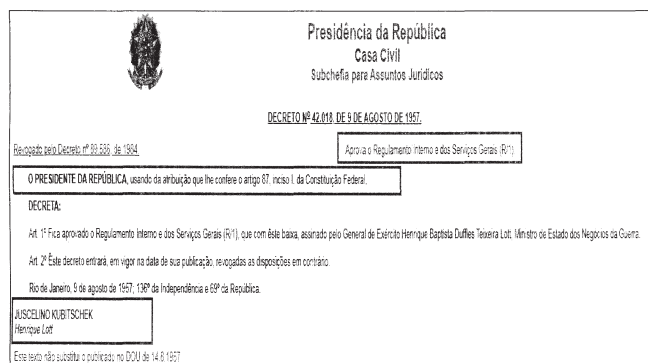 Presidência da República
Casa Civil
Subchefia para Assuntos Jurídicos
DECRETO Nº 42.018, DE 9 DE AGOSTO DE 1957.
Revogado pelo Decreto nº 89.586, de 1984.
Aprova o Regulamento Interno e dos Serviços Gerais (R/1)
O PRESIDENTE DA REPÚBLICA, usando da atribuição que lhe confere o artigo 87, inciso I, da Constituição Federal,
DECRETA:
Art. 1º Fica aprovado o Regulamento Interno e dos Serviços Gerais (R/1), que com êste baixa, assinado pelo General de Exército Henrique Baptista Duffles Teixeira Lott, Ministro de Estado dos Negócios da Guerra.
Art. 2º Êste decreto entrará, em vigor na data de sua publicação, revogadas as disposições em contrário.
Rio de Janeiro, 9 de agosto de 1957; 136º da Independência e 69º da República.
JUSCELINO KUBITSCHEK
Henrique Lott
Este texto não substitui o publicado no DOU de 14.8.1957